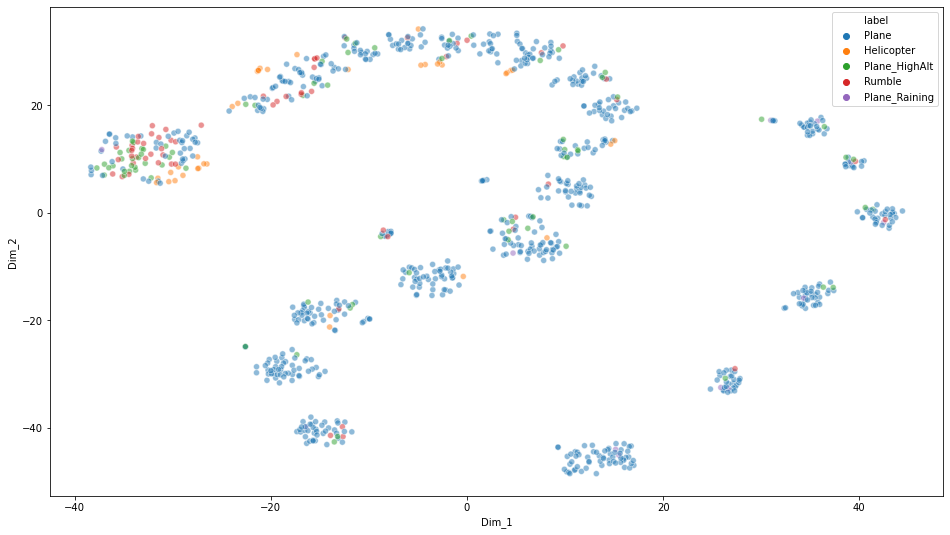 label
Plane
Helicopter
Plane_HighAlt
Rumble
Plane_Raining
20
0
−20
−40
Dim_2
−40
−20
0
20
40
Dim_1